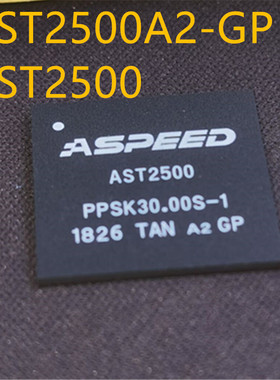 ST2500A2-GP
ST2500
ASPEED
AST2500
PPSK30.00S-1
1826 TAN A2 GP